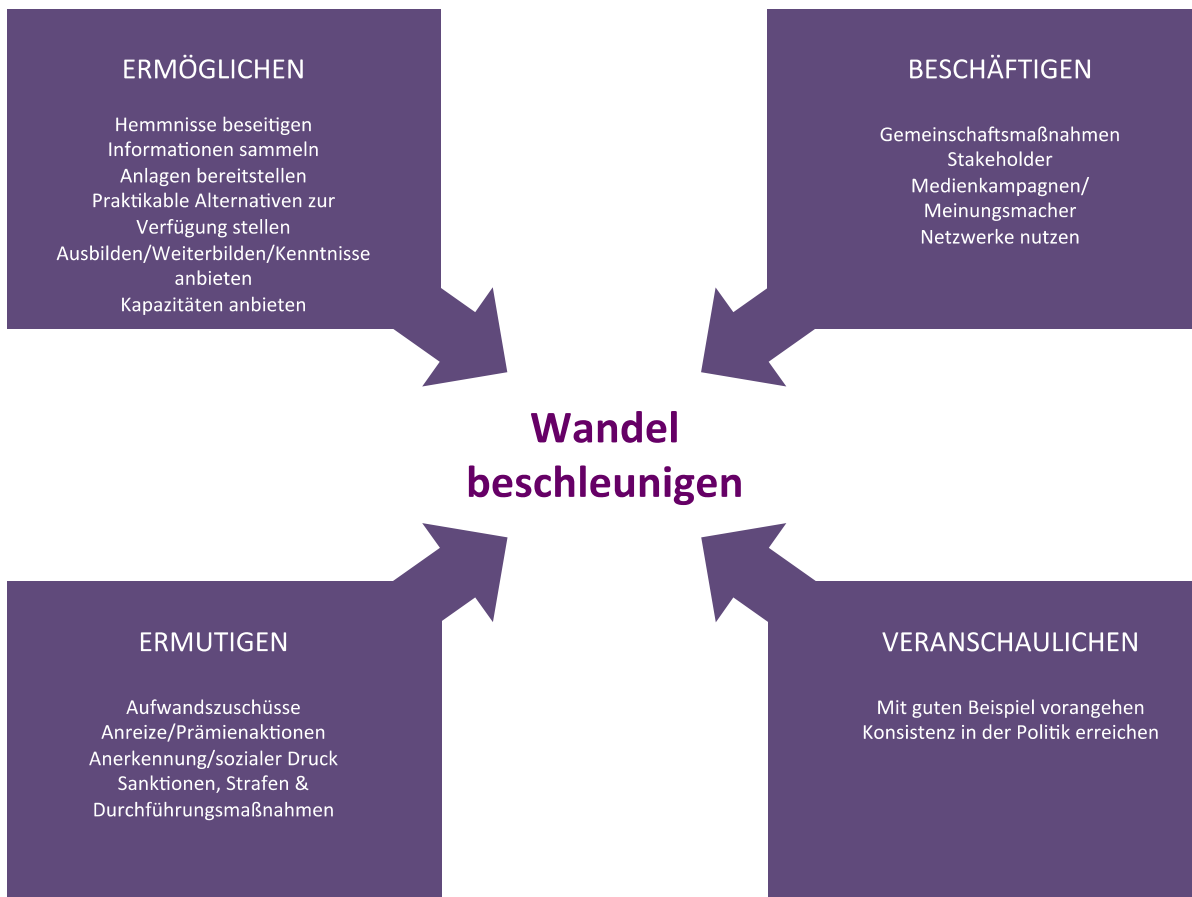 ERMÖGLICHEN
Hemmnisse beseitigen
Informationen sammeln
Anlagen bereitstellen
Praktikable Alternativen zur
Verfügung stellen
Ausbilden/Weiterbilden/Kenntnisse
anbieten
Kapazitäten anbieten
BESCHÄFTIGEN
Gemeinschaftsmaßnahmen
Stakeholder
Medienkampagnen/
Meinungsmacher
Netzwerke nutzen
Wandel
beschleunigen
ERMUTIGEN
Aufwandszuschüsse
Anreize/Prämienaktionen
Anerkennung/sozialer Druck
Sanktionen, Strafen &
Durchführungsmaßnahmen
VERANSCHAULICHEN
Mit guten Beispiel vorangehen
Konsistenz in der Politik erreichen